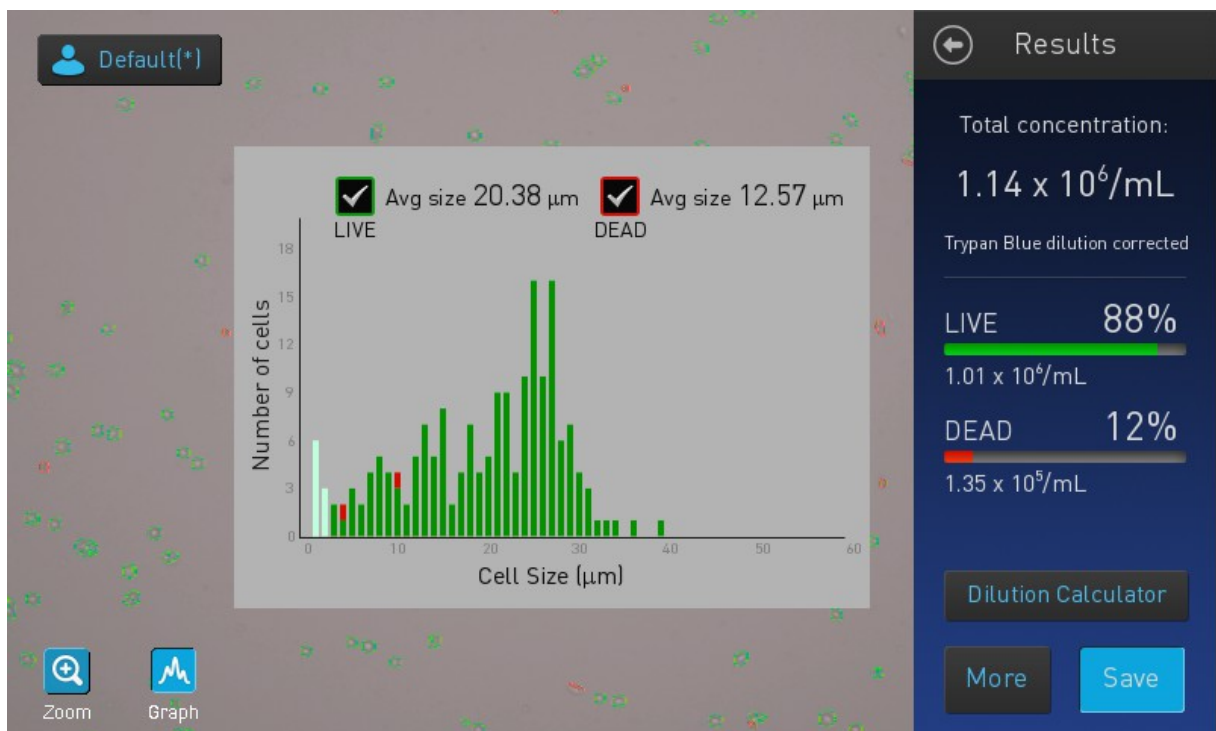 Default(*)
Results
Total concentration:
1.14 x 10⁶/mL
Trypan Blue dilution corrected
LIVE 88%
1.01 x 10⁶/mL
DEAD 12%
1.35 x 10⁵/mL
Dilution Calculator
More
Save
Avg size 20.38 µm
LIVE
Avg size 12.57 µm
DEAD
Number of cells
18
15
12
9
6
3
0
0 10 20 30 40 50 60
Cell Size (µm)
Zoom
Graph